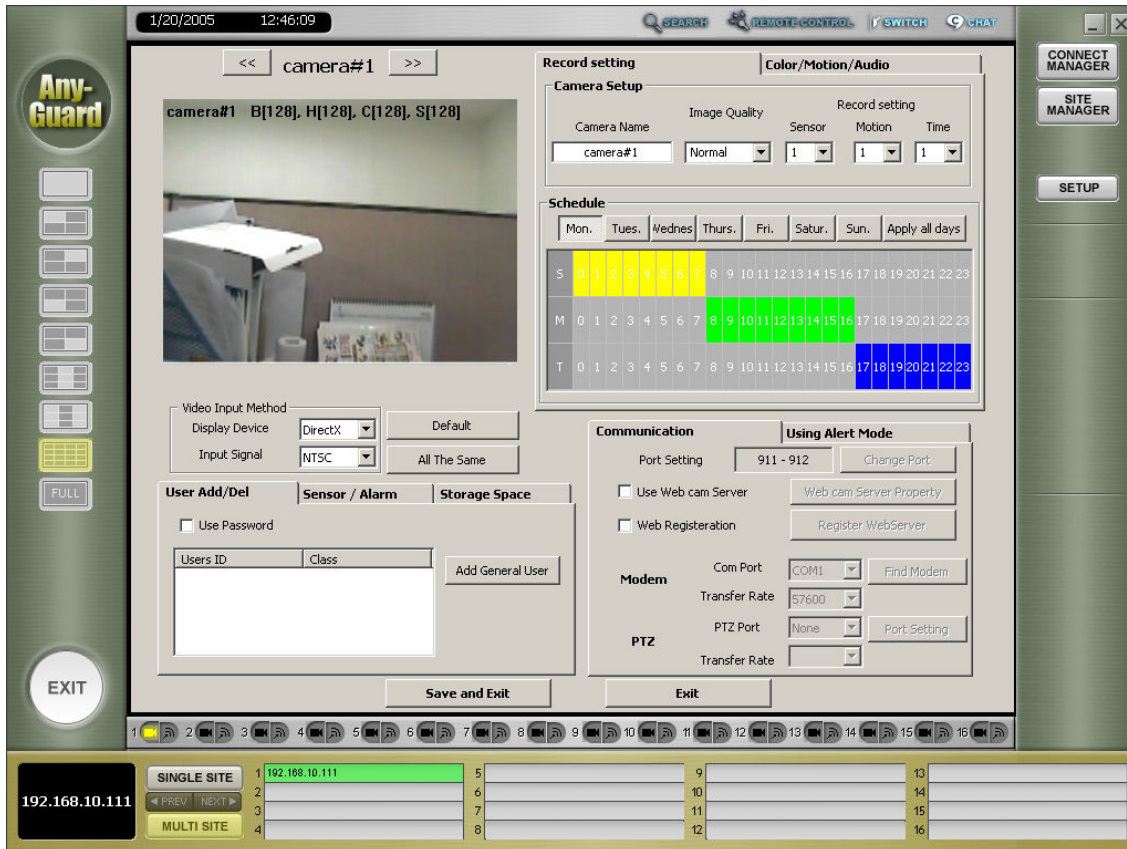 1/20/2005 12:46:09
SEARCH REMOTE CONTROL SWITCH CHAT
Any-
Guard
FULL
EXIT
<< camera#1 >>
camera#1 B[128], H[128], C[128], S[128]
Video Input Method
Display Device DirectX Default
Input Signal NTSC All The Same
User Add/Del Sensor / Alarm Storage Space
Use Password
Users ID Class
Add General User
Record setting Color/Motion/Audio
Camera Setup
Record setting
Image Quality
Camera Name Sensor Motion Time
camera#1 Normal 1 1 1
Schedule
Mon. Tues. Wednes Thurs. Fri. Satur. Sun. Apply all days
S 0 1 2 3 4 5 6 7 8 9 10 11 12 13 14 15 16 17 18 19 20 21 22 23
M 0 1 2 3 4 5 6 7 8 9 10 11 12 13 14 15 16 17 18 19 20 21 22 23
T 0 1 2 3 4 5 6 7 8 9 10 11 12 13 14 15 16 17 18 19 20 21 22 23
Communication Using Alert Mode
Port Setting 911 - 912 Change Port
Use Web cam Server Web cam Server Property
Web Registeration Register WebServer
Modem
Com Port COM1 Find Modem
Transfer Rate 57600
PTZ
PTZ Port None Port Setting
Transfer Rate
Save and Exit Exit
CONNECT
MANAGER
SITE
MANAGER
SETUP
1 2 3 4 5 6 7 8 9 10 11 12 13 14 15 16
192.168.10.111
SINGLE SITE
PREV NEXT
MULTI SITE
1 192.168.10.111 5 9 13
2 6 10 14
3 7 11 15
4 8 12 16